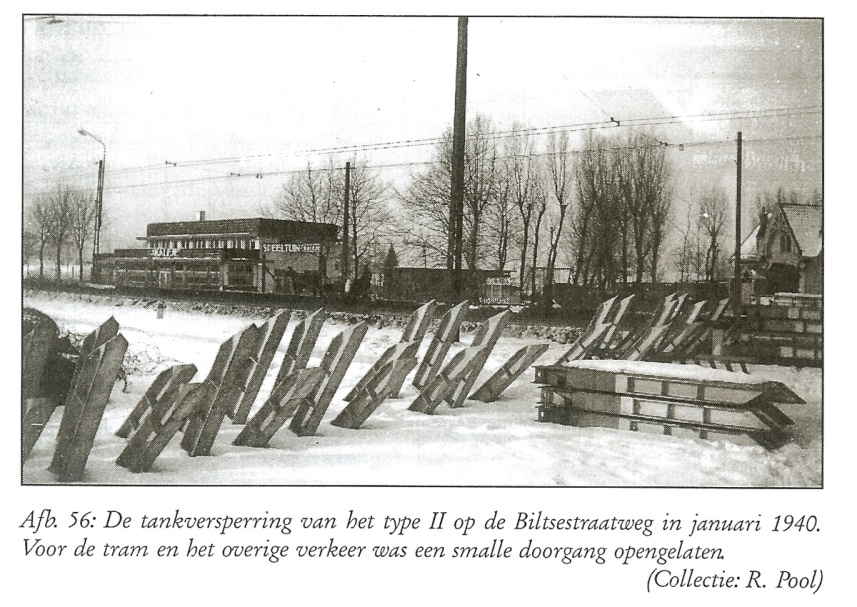 SPEELTUIN
Afb. 56: De tankversperring van het type II op de Biltsestraatweg in januari 1940.
Voor de tram en het overige verkeer was een smalle doorgang opengelaten.
(Collectie: R. Pool)